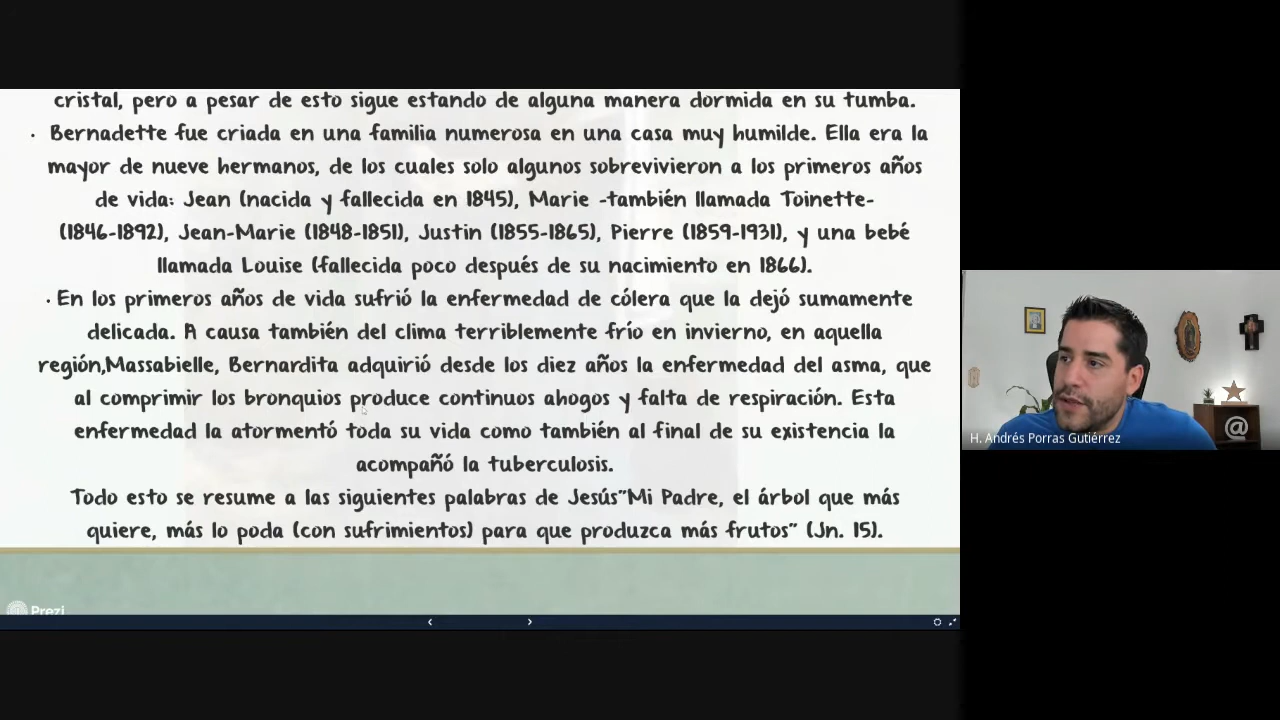 cristal, pero a pesar de esto sigue estando de alguna manera dormida en su tumba.
· Bernadette fue criada en una familia numerosa en una casa muy humilde. Ella era la
mayor de nueve hermanos, de los cuales solo algunos sobrevivieron a los primeros años
de vida: Jean (nacida y fallecida en 1845), Marie -también llamada Toinette-
(1846-1892), Jean-Marie (1848-1851), Justin (1855-1865), Pierre (1859-1931), y una bebé
llamada Louise (fallecida poco después de su nacimiento en 1866).
· En los primeros años de vida sufrió la enfermedad de cólera que la dejó sumamente
delicada. A causa también del clima terriblemente frío en invierno, en aquella
región,Massabielle, Bernardita adquirió desde los diez años la enfermedad del asma, que
al comprimir los bronquios produce continuos ahogos y falta de respiración. Esta
enfermedad la atormentó toda su vida como también al final de su existencia la
acompañó la tuberculosis.
Todo esto se resume a las siguientes palabras de Jesús"Mi Padre, el árbol que más
quiere, más lo poda (con sufrimientos) para que produzca más frutos" (Jn. 15).
Prezi
H. Andrés Porras Gutiérrez
@